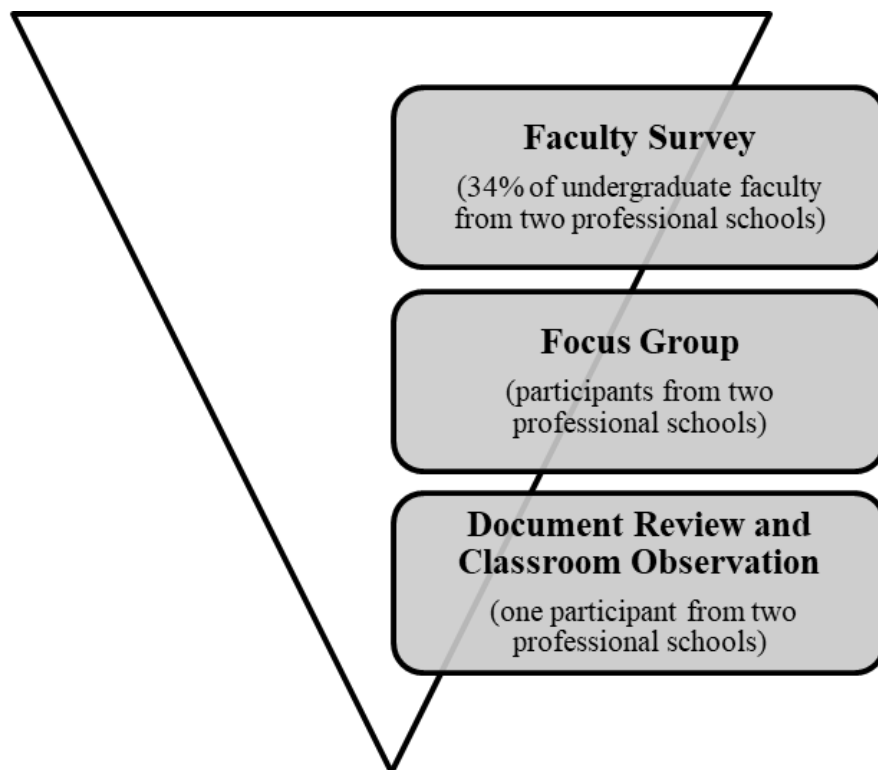 Faculty Survey
(34% of undergraduate faculty
from two professional schools)
Focus Group
(participants from two
professional schools)
Document Review and
Classroom Observation
(one participant from two
professional schools)